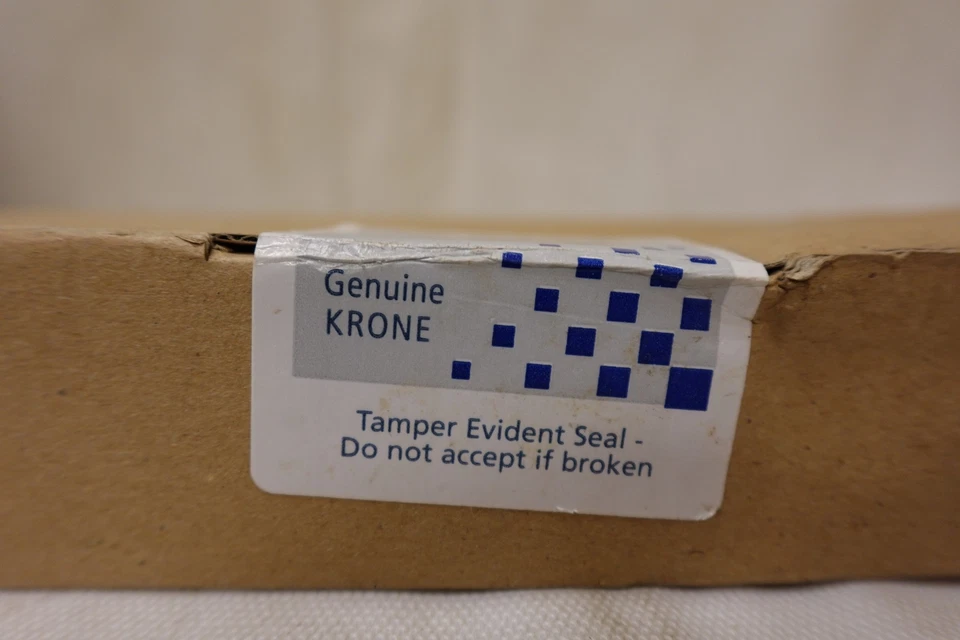 Genuine
KRONE
Tamper Evident Seal -
Do not accept if broken